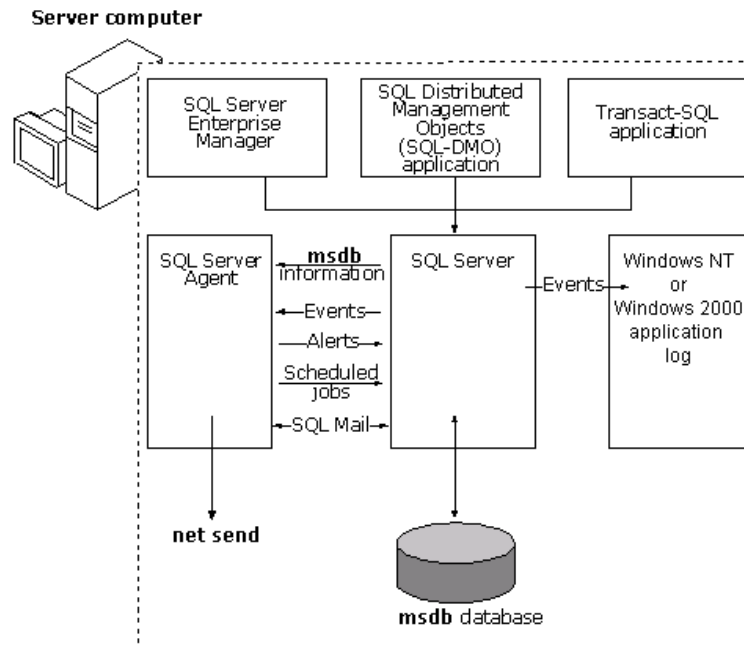 Server computer
SQL Server
Enterprise
Manager
SQL Distributed
Management
Objects
(SQL-DMO)
application
Transact-SQL
application
SQL Server
Agent
msdb
information
Events
Alerts
Scheduled
jobs
SQL Mail
SQL Server
Events
Windows NT
or
Windows 2000
application
log
net send
msdb database